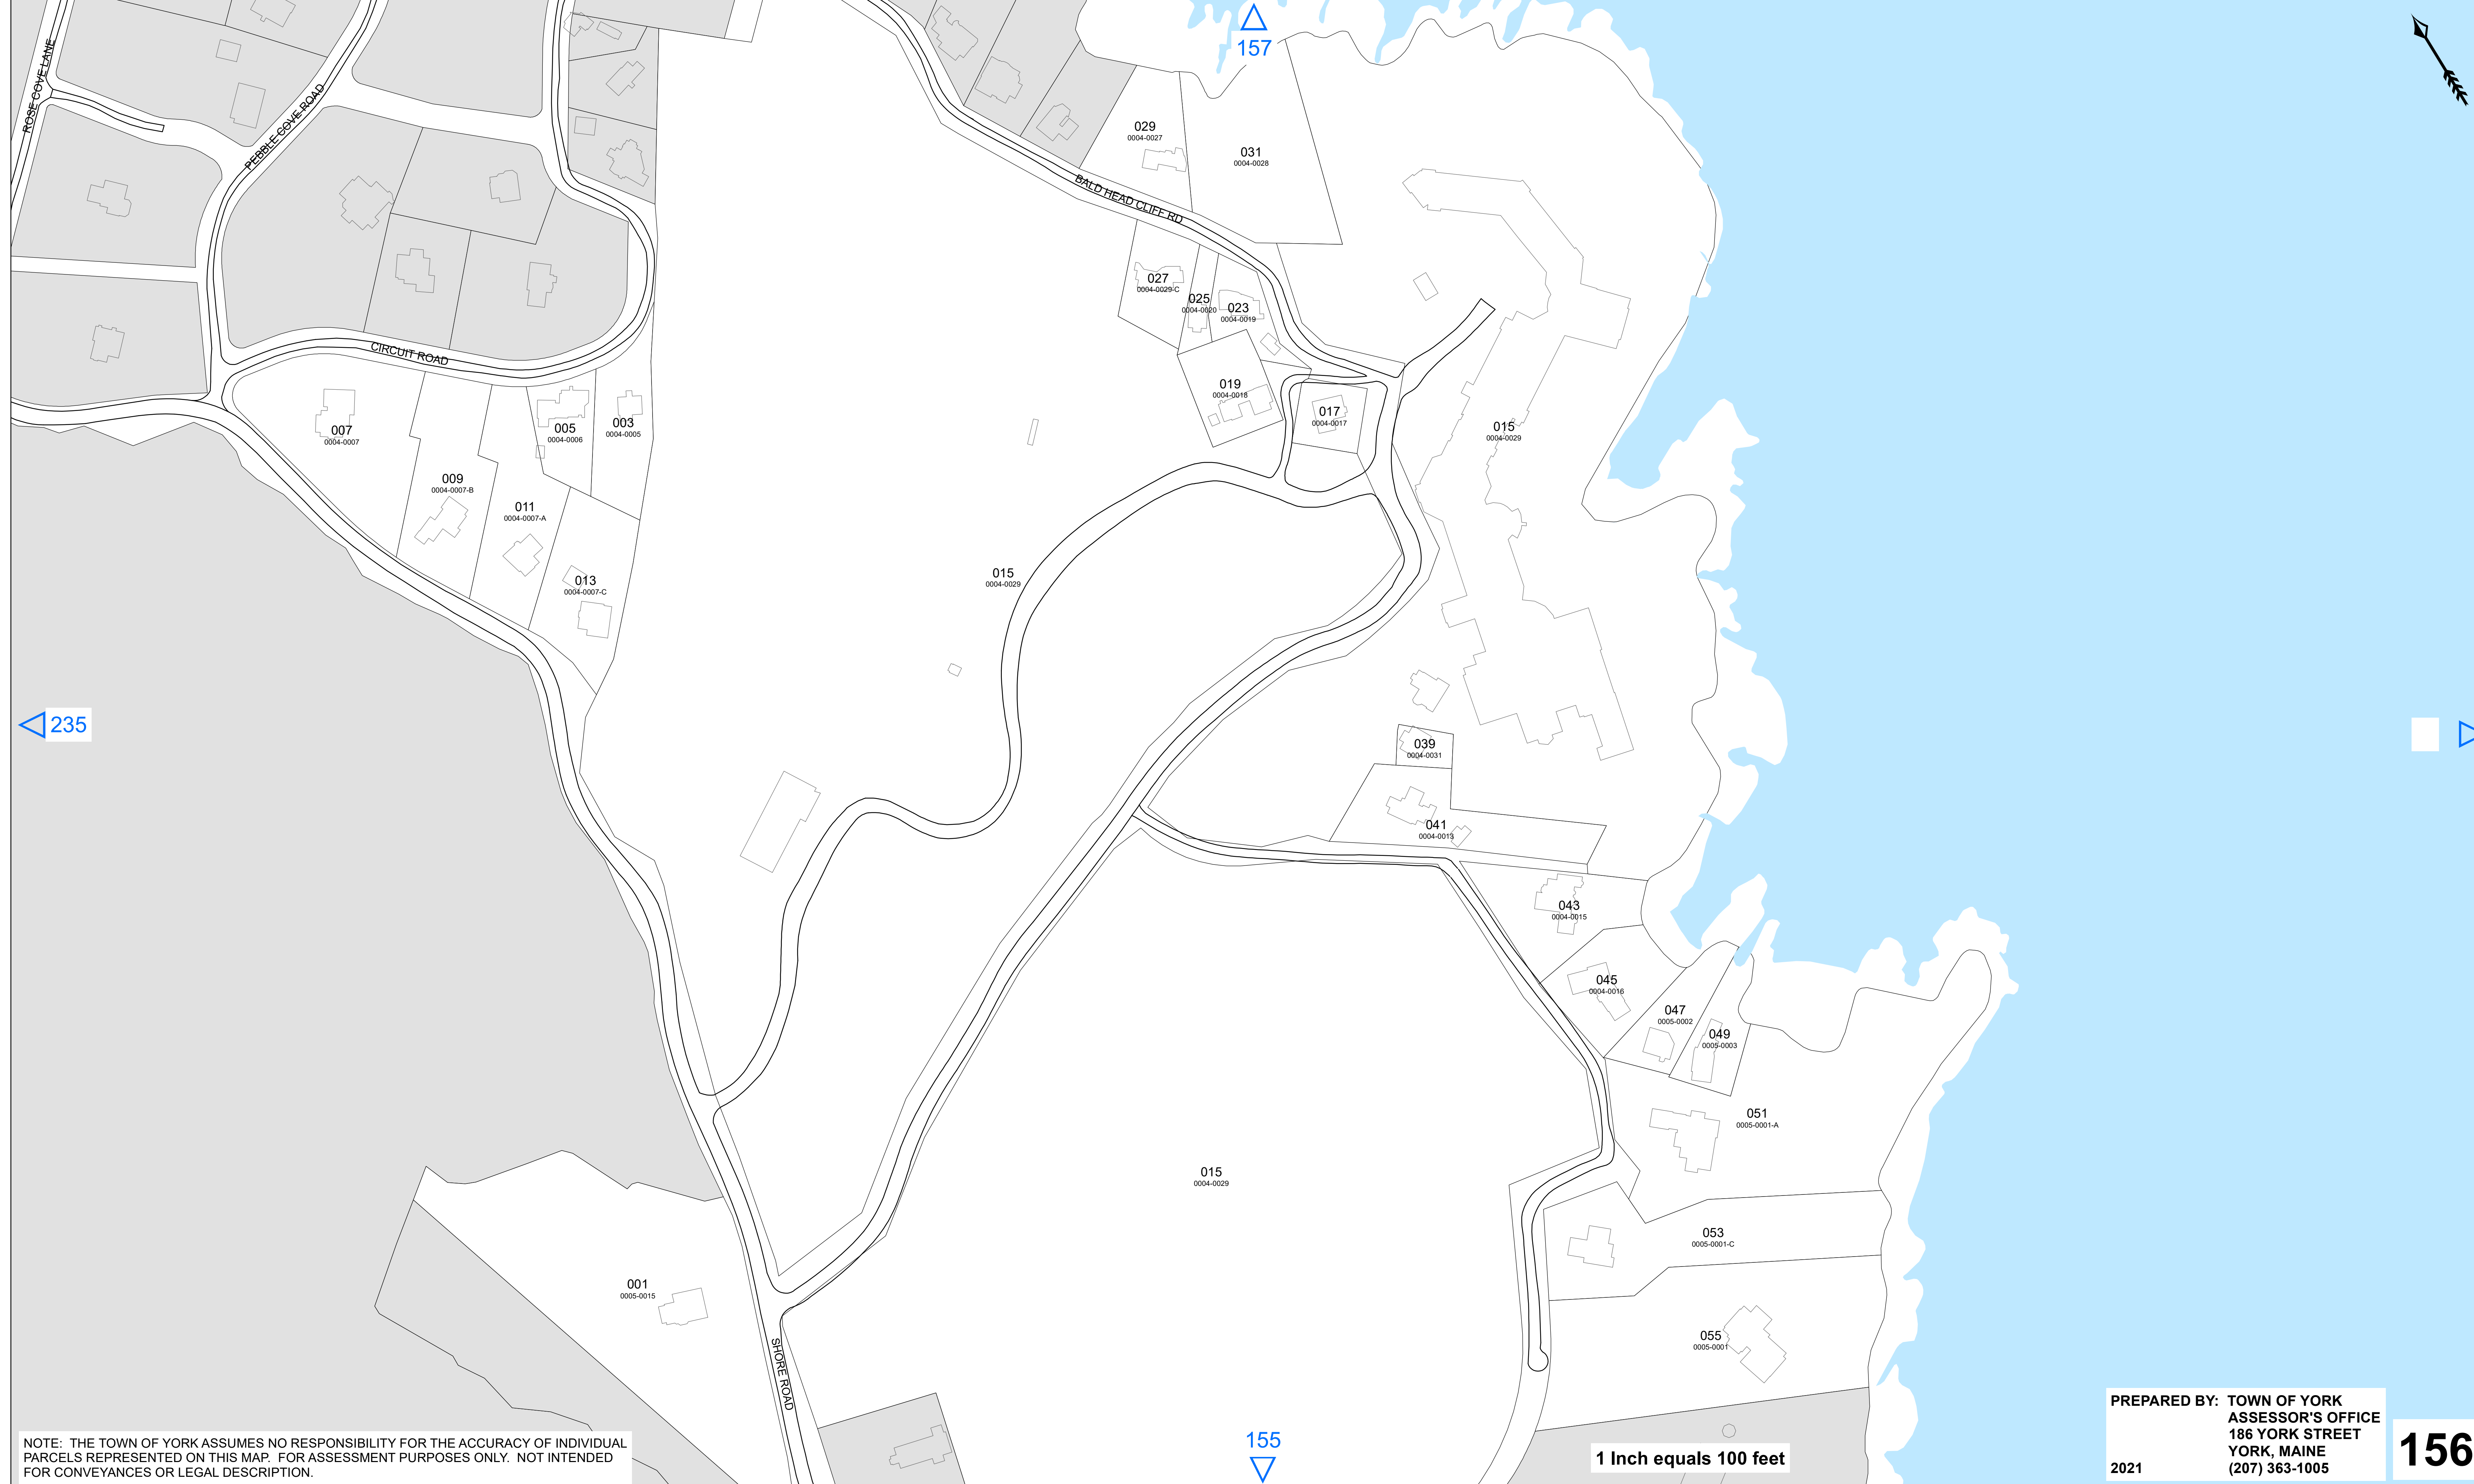 157
ROSE COVE LANE
PEBBLE COVE ROAD
029
0004-0027
031
0004-0028
BALD HEAD CLIFF RD
027
0004-0029-C
025
0004-0020
023
0004-0019
CIRCUIT ROAD
019
0004-0018
017
0004-0017
015
0004-0029
007
0004-0007
005
0004-0006
003
0004-0005
009
0004-0007-B
011
0004-0007-A
013
0004-0007-C
015
0004-0029
235
039
0004-0031
041
0004-0013
043
0004-0015
045
0004-0016
047
0005-0002
049
0005-0003
051
0005-0001-A
015
0004-0029
053
0005-0001-C
001
0005-0015
055
0005-0001
SHORE ROAD
155
NOTE: THE TOWN OF YORK ASSUMES NO RESPONSIBILITY FOR THE ACCURACY OF INDIVIDUAL
PARCELS REPRESENTED ON THIS MAP. FOR ASSESSMENT PURPOSES ONLY. NOT INTENDED
FOR CONVEYANCES OR LEGAL DESCRIPTION.
1 Inch equals 100 feet
PREPARED BY: TOWN OF YORK
ASSESSOR'S OFFICE
186 YORK STREET
YORK, MAINE
2021 (207) 363-1005
156